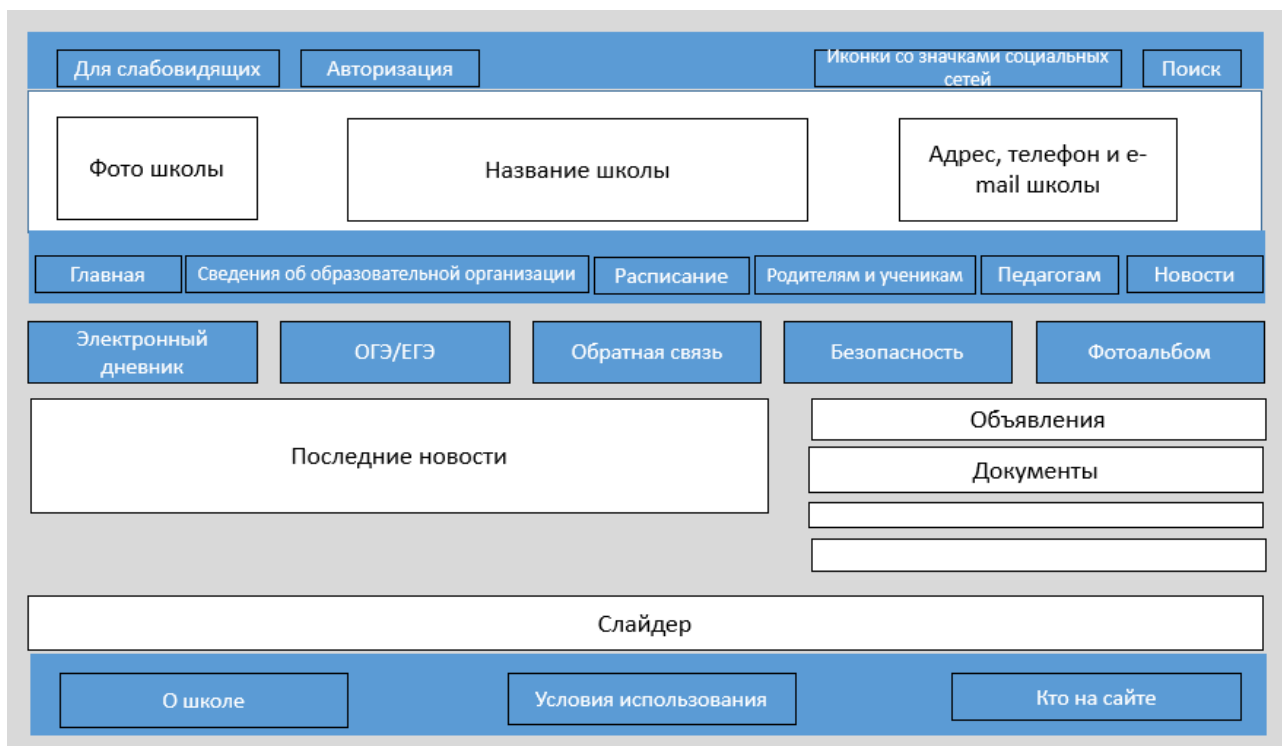 Для слабовидящих
Авторизация
Иконки со значками социальных
сетей
Поиск
Фото школы
Название школы
Адрес, телефон и e-
mail школы
Главная
Сведения об образовательной организации
Расписание
Родителям и ученикам
Педагогам
Новости
Электронный
дневник
ОГЭ/ЕГЭ
Обратная связь
Безопасность
Фотоальбом
Последние новости
Объявления
Документы
Слайдер
О школе
Условия использования
Кто на сайте